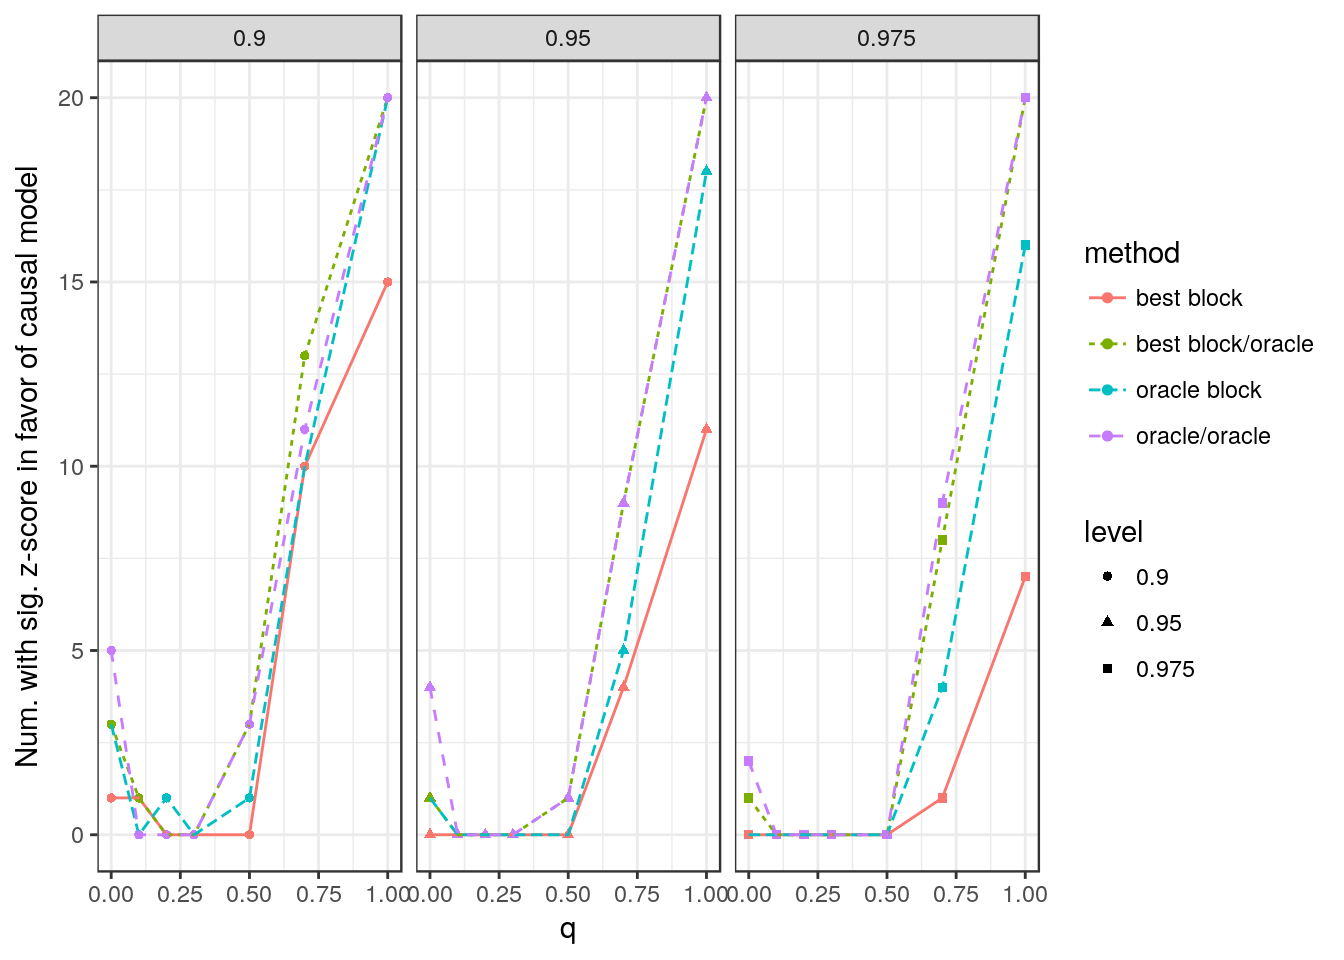 0.9 0.95 0.975
20
15
10
5
0
Num. with sig. z-score in favor of causal model
0.00 0.25 0.50 0.75 1.00 0.00 0.25 0.50 0.75 1.00 0.00 0.25 0.50 0.75 1.00
q
method
best block
best block/oracle
oracle block
oracle/oracle
level
0.9
0.95
0.975